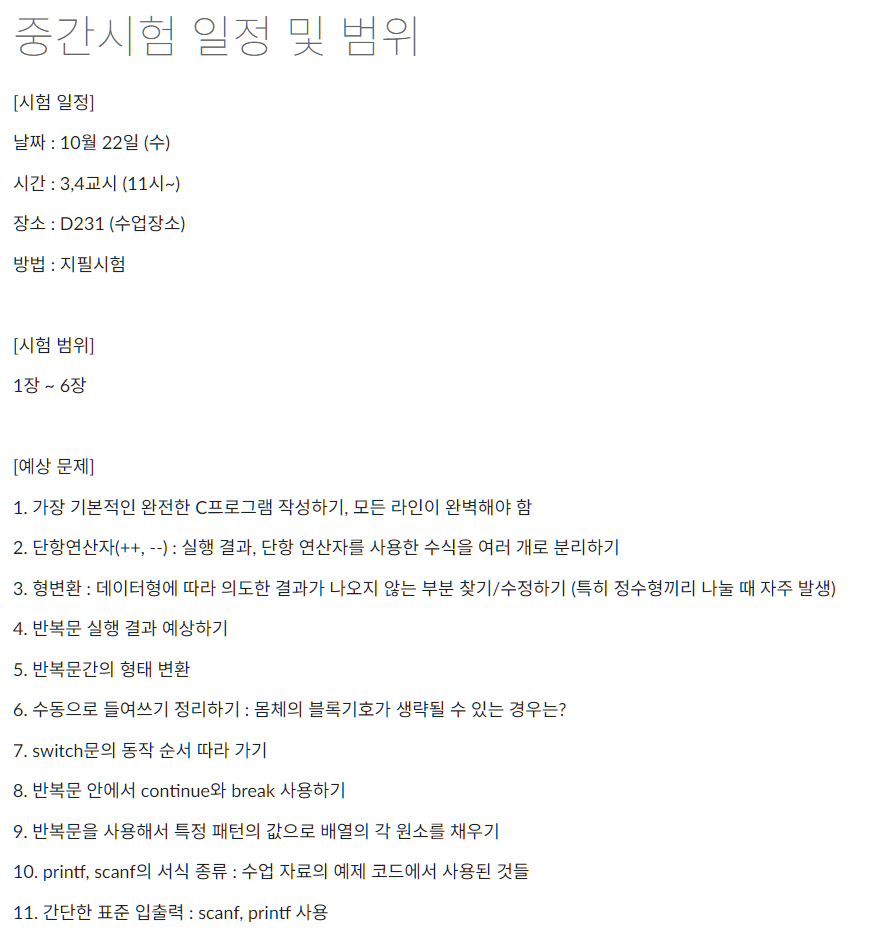 중간시험 일정 및 범위
[시험 일정]
날짜 : 10월 22일 (수)
시간 : 3,4교시 (11시~)
장소 : D231 (수업장소)
방법 : 지필시험
[시험 범위]
1장 ~ 6장
[예상 문제]
1. 가장 기본적인 완전한 C프로그램 작성하기, 모든 라인이 완벽해야 함
2. 단항연산자(++, --) : 실행 결과, 단항 연산자를 사용한 수식을 여러 개로 분리하기
3. 형변환 : 데이터형에 따라 의도한 결과가 나오지 않는 부분 찾기/수정하기 (특히 정수형끼리 나눌 때 자주 발생)
4. 반복문 실행 결과 예상하기
5. 반복문간의 형태 변환
6. 수동으로 들여쓰기 정리하기 : 몸체의 블록기호가 생략될 수 있는 경우는?
7. switch문의 동작 순서 따라 가기
8. 반복문 안에서 continue와 break 사용하기
9. 반복문을 사용해서 특정 패턴의 값으로 배열의 각 원소를 채우기
10. printf, scanf의 서식 종류 : 수업 자료의 예제 코드에서 사용된 것들
11. 간단한 표준 입출력 : scanf, printf 사용